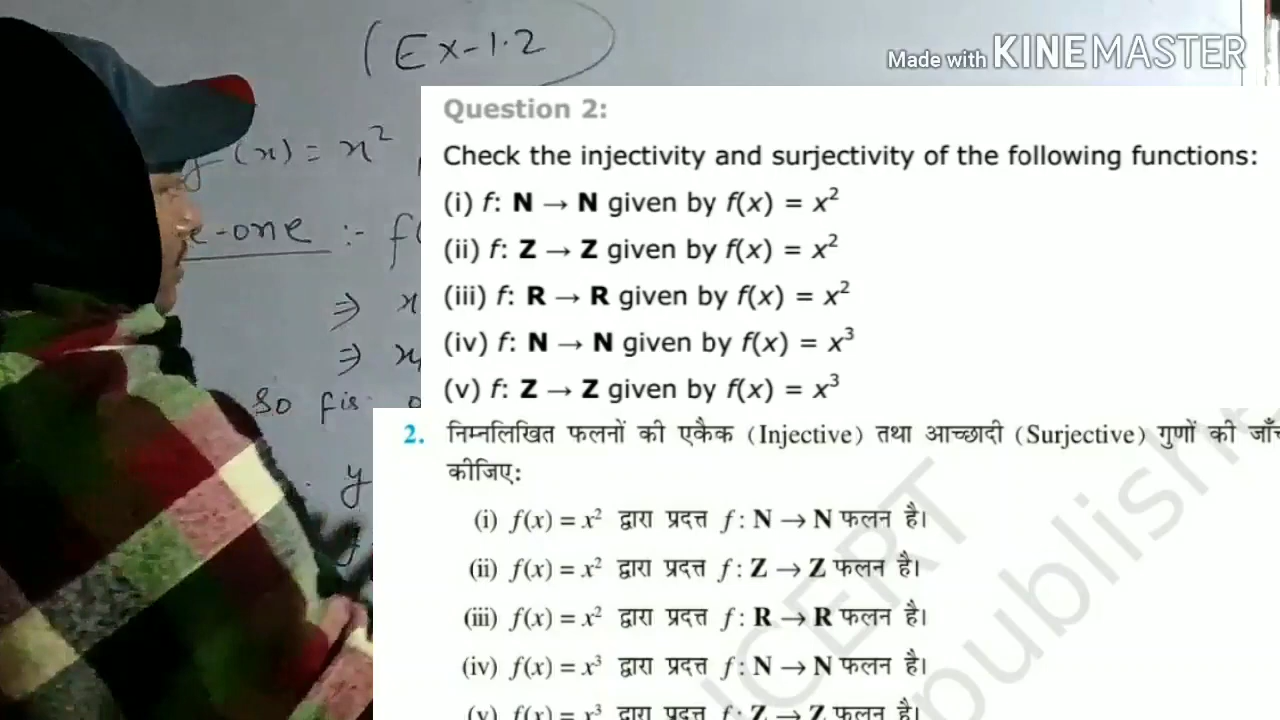 (Ex-1.2
Made with KINEMASTER
(x) = x²
e-one :- f(
⇒ x
⇒ x
So f is
y
Question 2:
Check the injectivity and surjectivity of the following functions:
(i) f: N → N given by f(x) = x²
(ii) f: Z → Z given by f(x) = x²
(iii) f: R → R given by f(x) = x²
(iv) f: N → N given by f(x) = x³
(v) f: Z → Z given by f(x) = x³
2. निम्नलिखित फलनों की एकैक (Injective) तथा आच्छादी (Surjective) गुणों की जाँच
कीजिए:
(i) f(x) = x² द्वारा प्रदत्त f : N → N फलन है।
(ii) f(x) = x² द्वारा प्रदत्त f : Z → Z फलन है।
(iii) f(x) = x² द्वारा प्रदत्त f : R → R फलन है।
(iv) f(x) = x³ द्वारा प्रदत्त f : N → N फलन है।
(v) f(x) = x³ द्वारा प्रदत्त f : Z → Z फलन है।